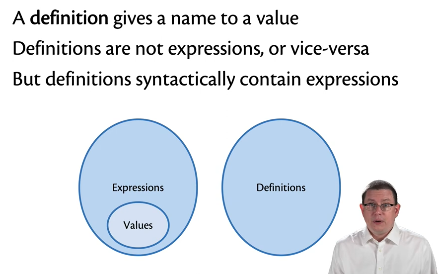 A definition gives a name to a value
Definitions are not expressions, or vice-versa
But definitions syntactically contain expressions
Expressions
Definitions
Values